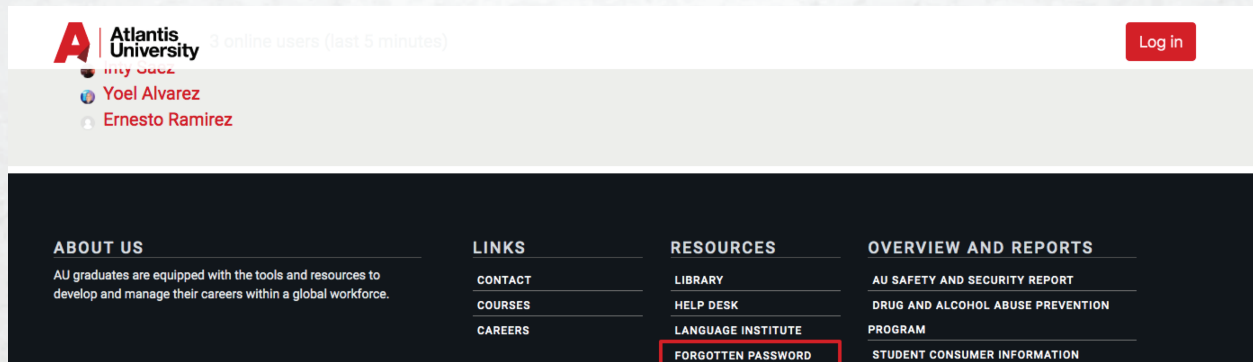 Atlantis
University
3 online users (last 5 minutes)
Log in
Inty Saez
Yoel Alvarez
Ernesto Ramirez
ABOUT US
AU graduates are equipped with the tools and resources to
develop and manage their careers within a global workforce.
LINKS
CONTACT
COURSES
CAREERS
RESOURCES
LIBRARY
HELP DESK
LANGUAGE INSTITUTE
FORGOTTEN PASSWORD
OVERVIEW AND REPORTS
AU SAFETY AND SECURITY REPORT
DRUG AND ALCOHOL ABUSE PREVENTION
PROGRAM
STUDENT CONSUMER INFORMATION